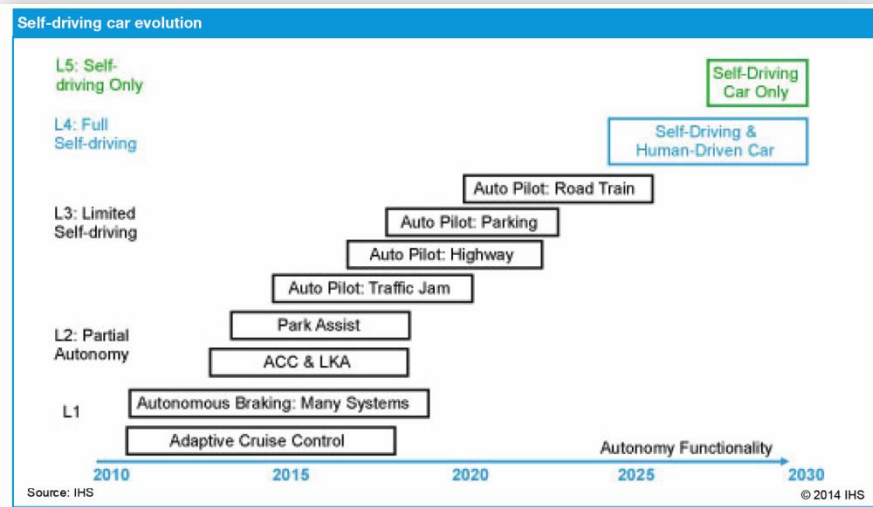 Self-driving car evolution
L5: Self-
driving Only
Self-Driving
Car Only
L4: Full
Self-driving
Self-Driving &
Human-Driven Car
Auto Pilot: Road Train
L3: Limited
Self-driving
Auto Pilot: Parking
Auto Pilot: Highway
Auto Pilot: Traffic Jam
L2: Partial
Autonomy
Park Assist
ACC & LKA
L1
Autonomous Braking: Many Systems
Adaptive Cruise Control
Autonomy Functionality
2010 2015 2020 2025 2030
Source: IHS
© 2014 IHS